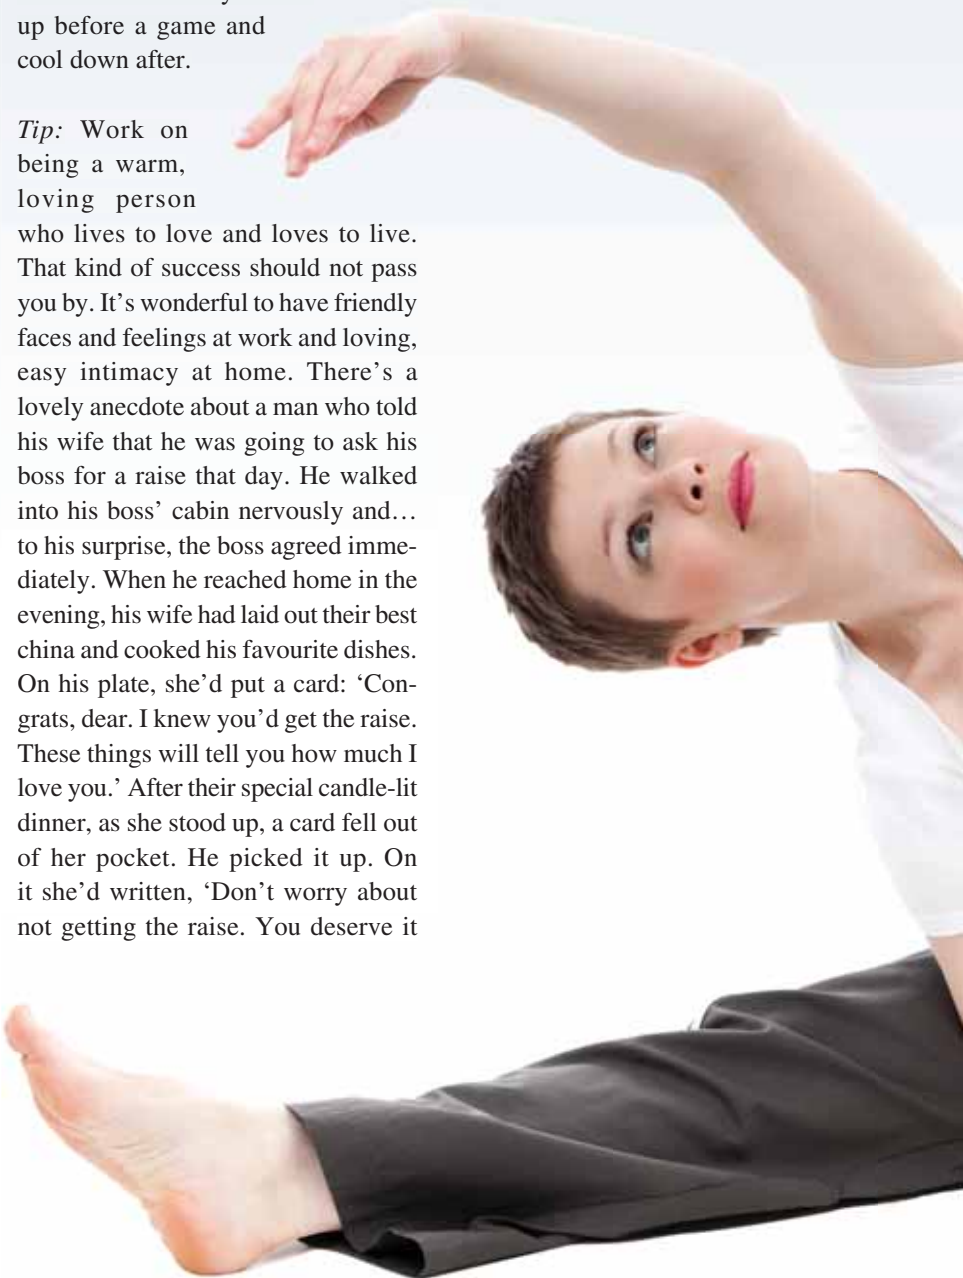 up before a game and
cool down after.
Tip: Work on
being a warm,
loving person
who lives to love and loves to live.
That kind of success should not pass
you by. It’s wonderful to have friendly
faces and feelings at work and loving,
easy intimacy at home. There’s a
lovely anecdote about a man who told
his wife that he was going to ask his
boss for a raise that day. He walked
into his boss’ cabin nervously and…
to his surprise, the boss agreed imme-
diately. When he reached home in the
evening, his wife had laid out their best
china and cooked his favourite dishes.
On his plate, she’d put a card: ‘Con-
grats, dear. I knew you’d get the raise.
These things will tell you how much I
love you.’ After their special candle-lit
dinner, as she stood up, a card fell out
of her pocket. He picked it up. On
it she’d written, ‘Don’t worry about
not getting the raise. You deserve it